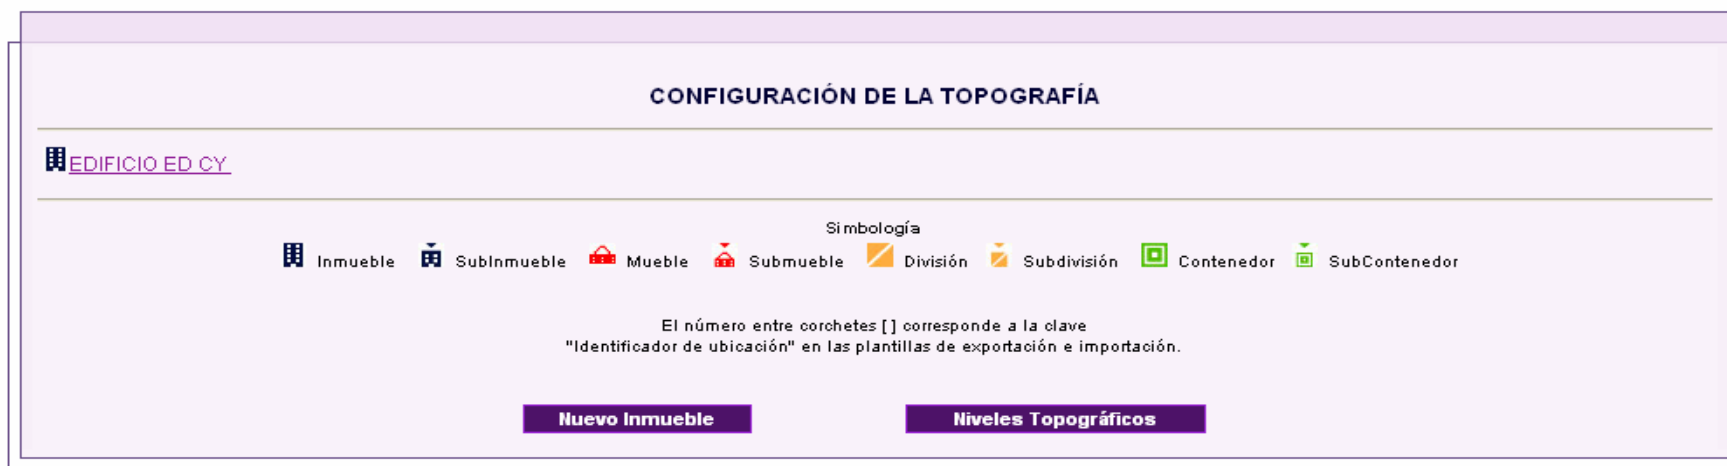 CONFIGURACIÓN DE LA TOPOGRAFÍA
EDIFICIO ED CY
Simbología
Inmueble SubInmueble Mueble Submueble División Subdivisión Contenedor SubContenedor
El número entre corchetes [ ] corresponde a la clave
"Identificador de ubicación" en las plantillas de exportación e importación.
Nuevo Inmueble Niveles Topográficos